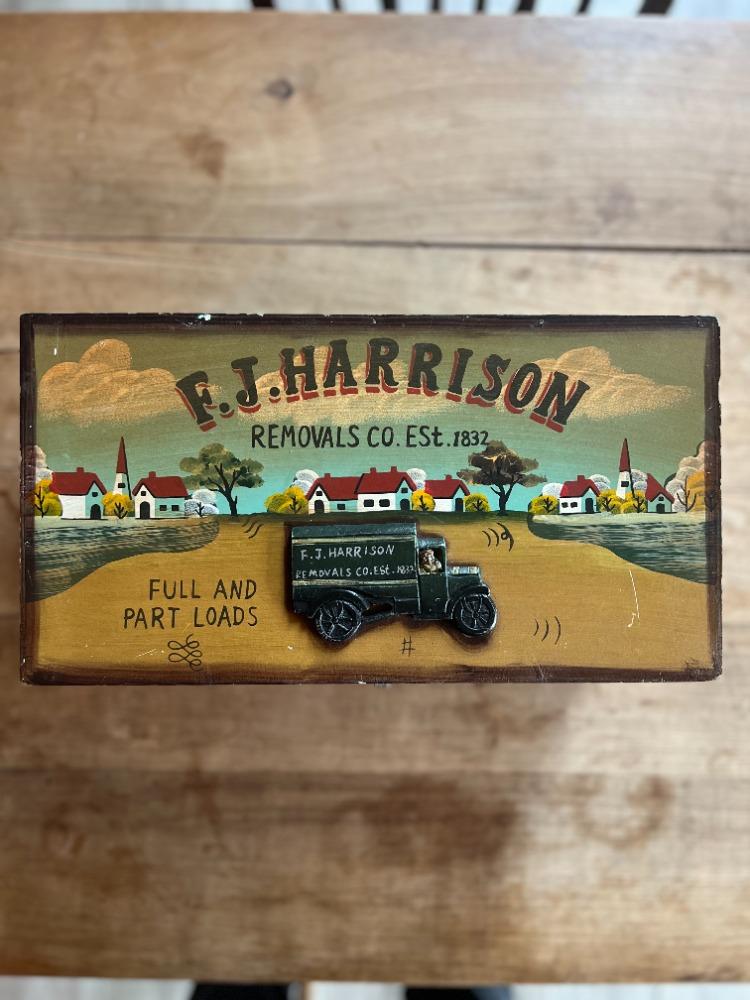 F.J.HARRISON
REMOVALS CO. Est. 1832
F.J.HARRISON
REMOVALS CO.Est.1832
FULL AND
PART LOADS
#